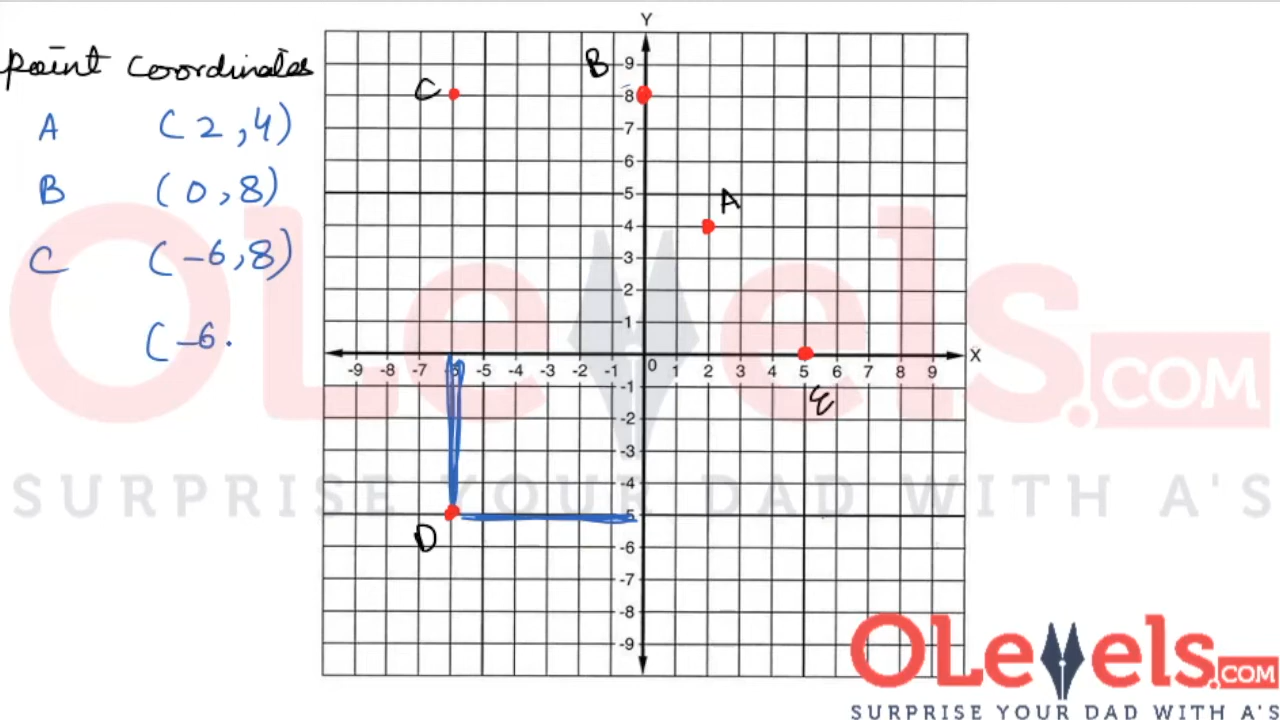 Point Coordinates
A (2,4)
B (0,8)
C (-6,8)
(-6.
Y
9
8
7
6
5
4
3
2
1
-9 -8 -7 -6 -5 -4 -3 -2 -1 0 1 2 3 4 5 6 7 8 9 X
-1
-2
-3
-4
-5
-6
-7
-8
-9
B
C
A
E
D
OLevels.COM
SURPRISE YOUR DAD WITH A'S
OLevels.COM
SURPRISE YOUR DAD WITH A'S